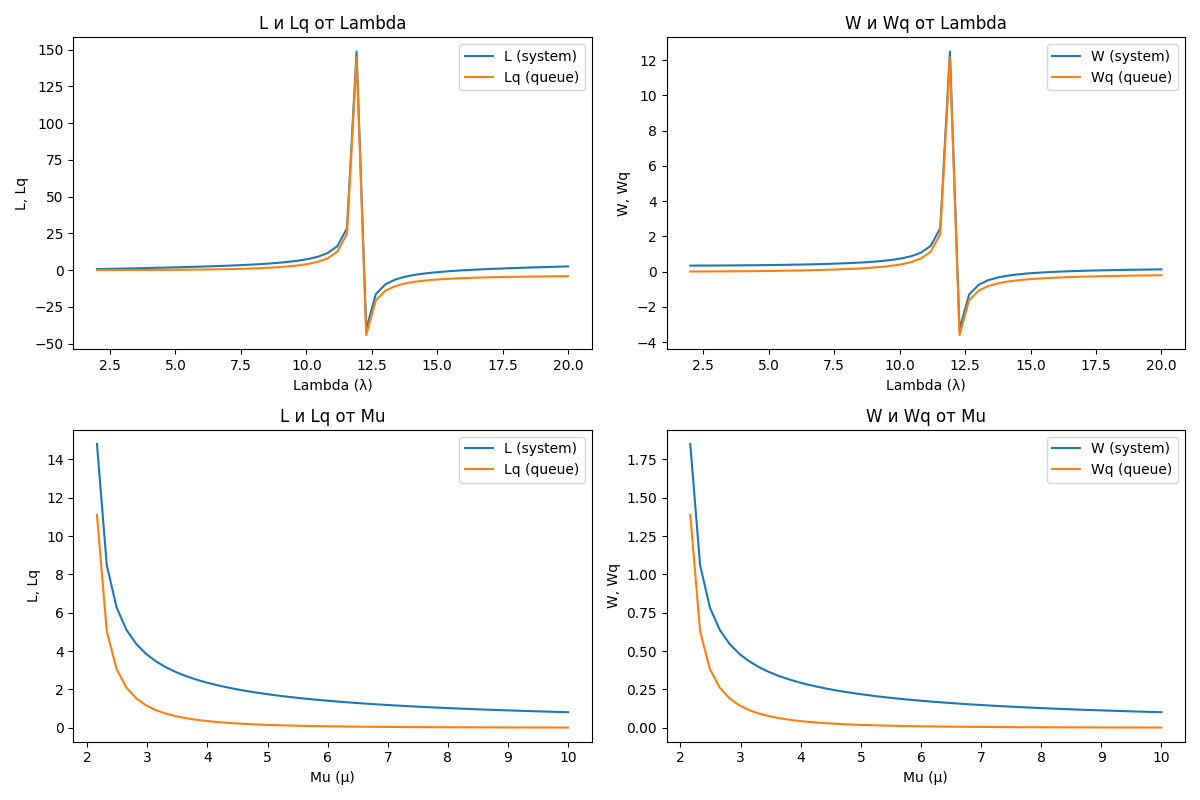 L и Lq от Lambda
L, Lq
150
125
100
75
50
25
0
−25
−50
L (system)
Lq (queue)
2.5 5.0 7.5 10.0 12.5 15.0 17.5 20.0
Lambda (λ)
W и Wq от Lambda
W, Wq
12
10
8
6
4
2
0
−2
−4
W (system)
Wq (queue)
2.5 5.0 7.5 10.0 12.5 15.0 17.5 20.0
Lambda (λ)
L и Lq от Mu
L, Lq
14
12
10
8
6
4
2
0
L (system)
Lq (queue)
2 3 4 5 6 7 8 9 10
Mu (μ)
W и Wq от Mu
W, Wq
1.75
1.50
1.25
1.00
0.75
0.50
0.25
0.00
W (system)
Wq (queue)
2 3 4 5 6 7 8 9 10
Mu (μ)